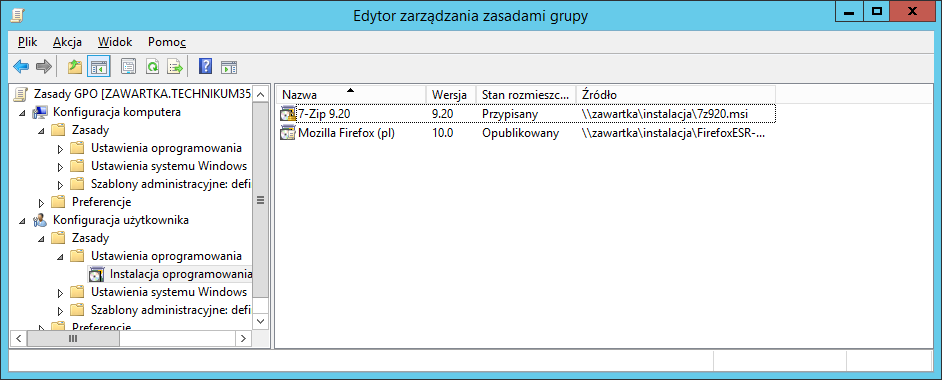 Edytor zarządzania zasadami grupy
Plik Akcja Widok Pomoc
Zasady GPO [ZAWARTKA.TECHNIKUM35
Konfiguracja komputera
Zasady
Ustawienia oprogramowania
Ustawienia systemu Windows
Szablony administracyjne: defi
Preferencje
Konfiguracja użytkownika
Zasady
Ustawienia oprogramowania
Instalacja oprogramowania
Ustawienia systemu Windows
Szablony administracyjne: defi
Preferencje
Nazwa Wersja Stan rozmieszc... Źródło
7-Zip 9.20 9.20 Przypisany \\zawartka\instalacja\7z920.msi
Mozilla Firefox (pl) 10.0 Opublikowany \\zawartka\instalacja\FirefoxESR-...